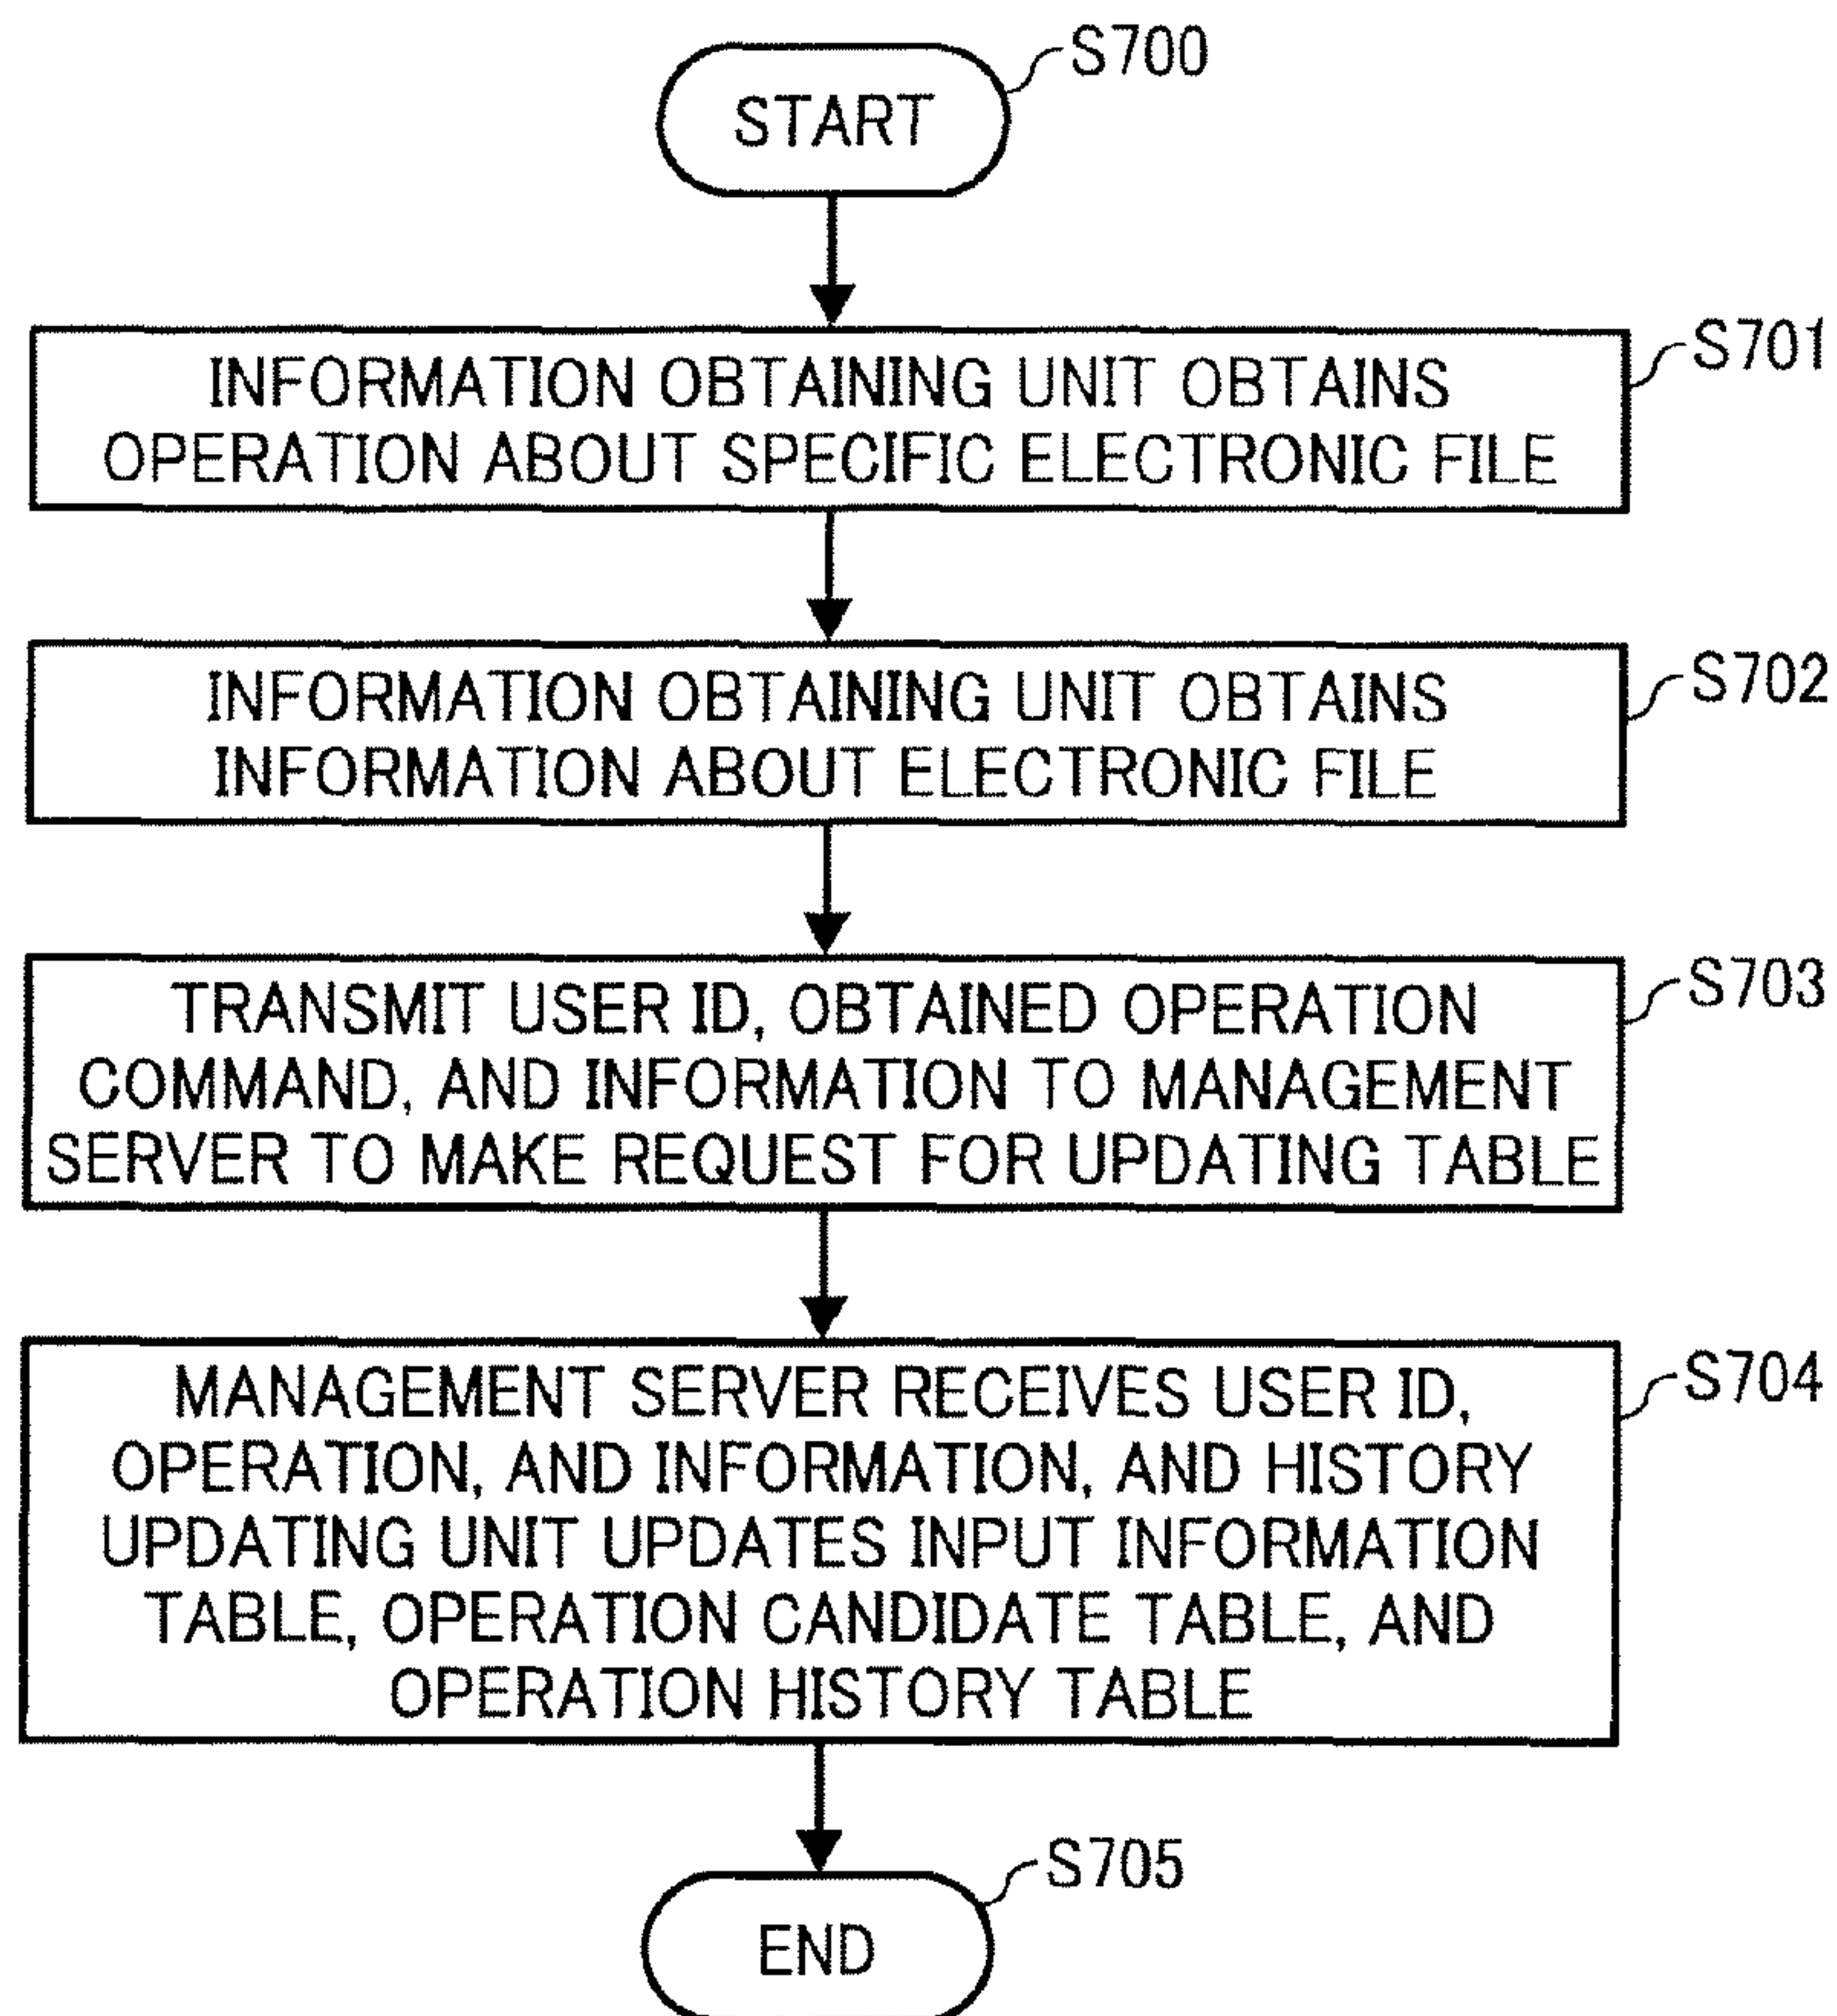 S700
START
S701
INFORMATION OBTAINING UNIT OBTAINS
OPERATION ABOUT SPECIFIC ELECTRONIC FILE
S702
INFORMATION OBTAINING UNIT OBTAINS
INFORMATION ABOUT ELECTRONIC FILE
S703
TRANSMIT USER ID, OBTAINED OPERATION
COMMAND, AND INFORMATION TO MANAGEMENT
SERVER TO MAKE REQUEST FOR UPDATING TABLE
S704
MANAGEMENT SERVER RECEIVES USER ID,
OPERATION, AND INFORMATION, AND HISTORY
UPDATING UNIT UPDATES INPUT INFORMATION
TABLE, OPERATION CANDIDATE TABLE, AND
OPERATION HISTORY TABLE
S705
END